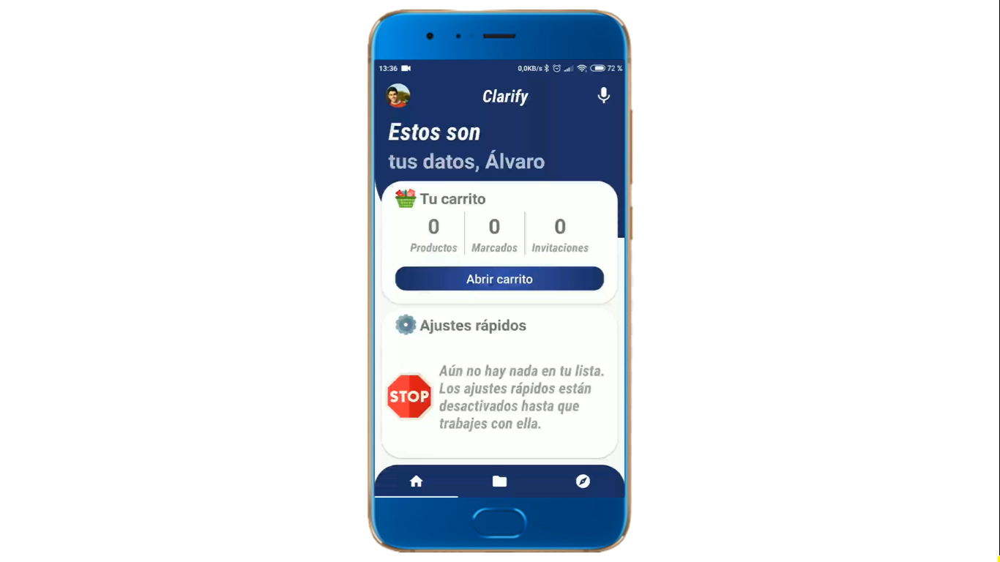 13:36 0,0KB/s 72 %
Clarify
Estos son
tus datos, Álvaro
Tu carrito
0 0 0
Productos Marcados Invitaciones
Abrir carrito
Ajustes rápidos
STOP
Aún no hay nada en tu lista.
Los ajustes rápidos están
desactivados hasta que
trabajes con ella.